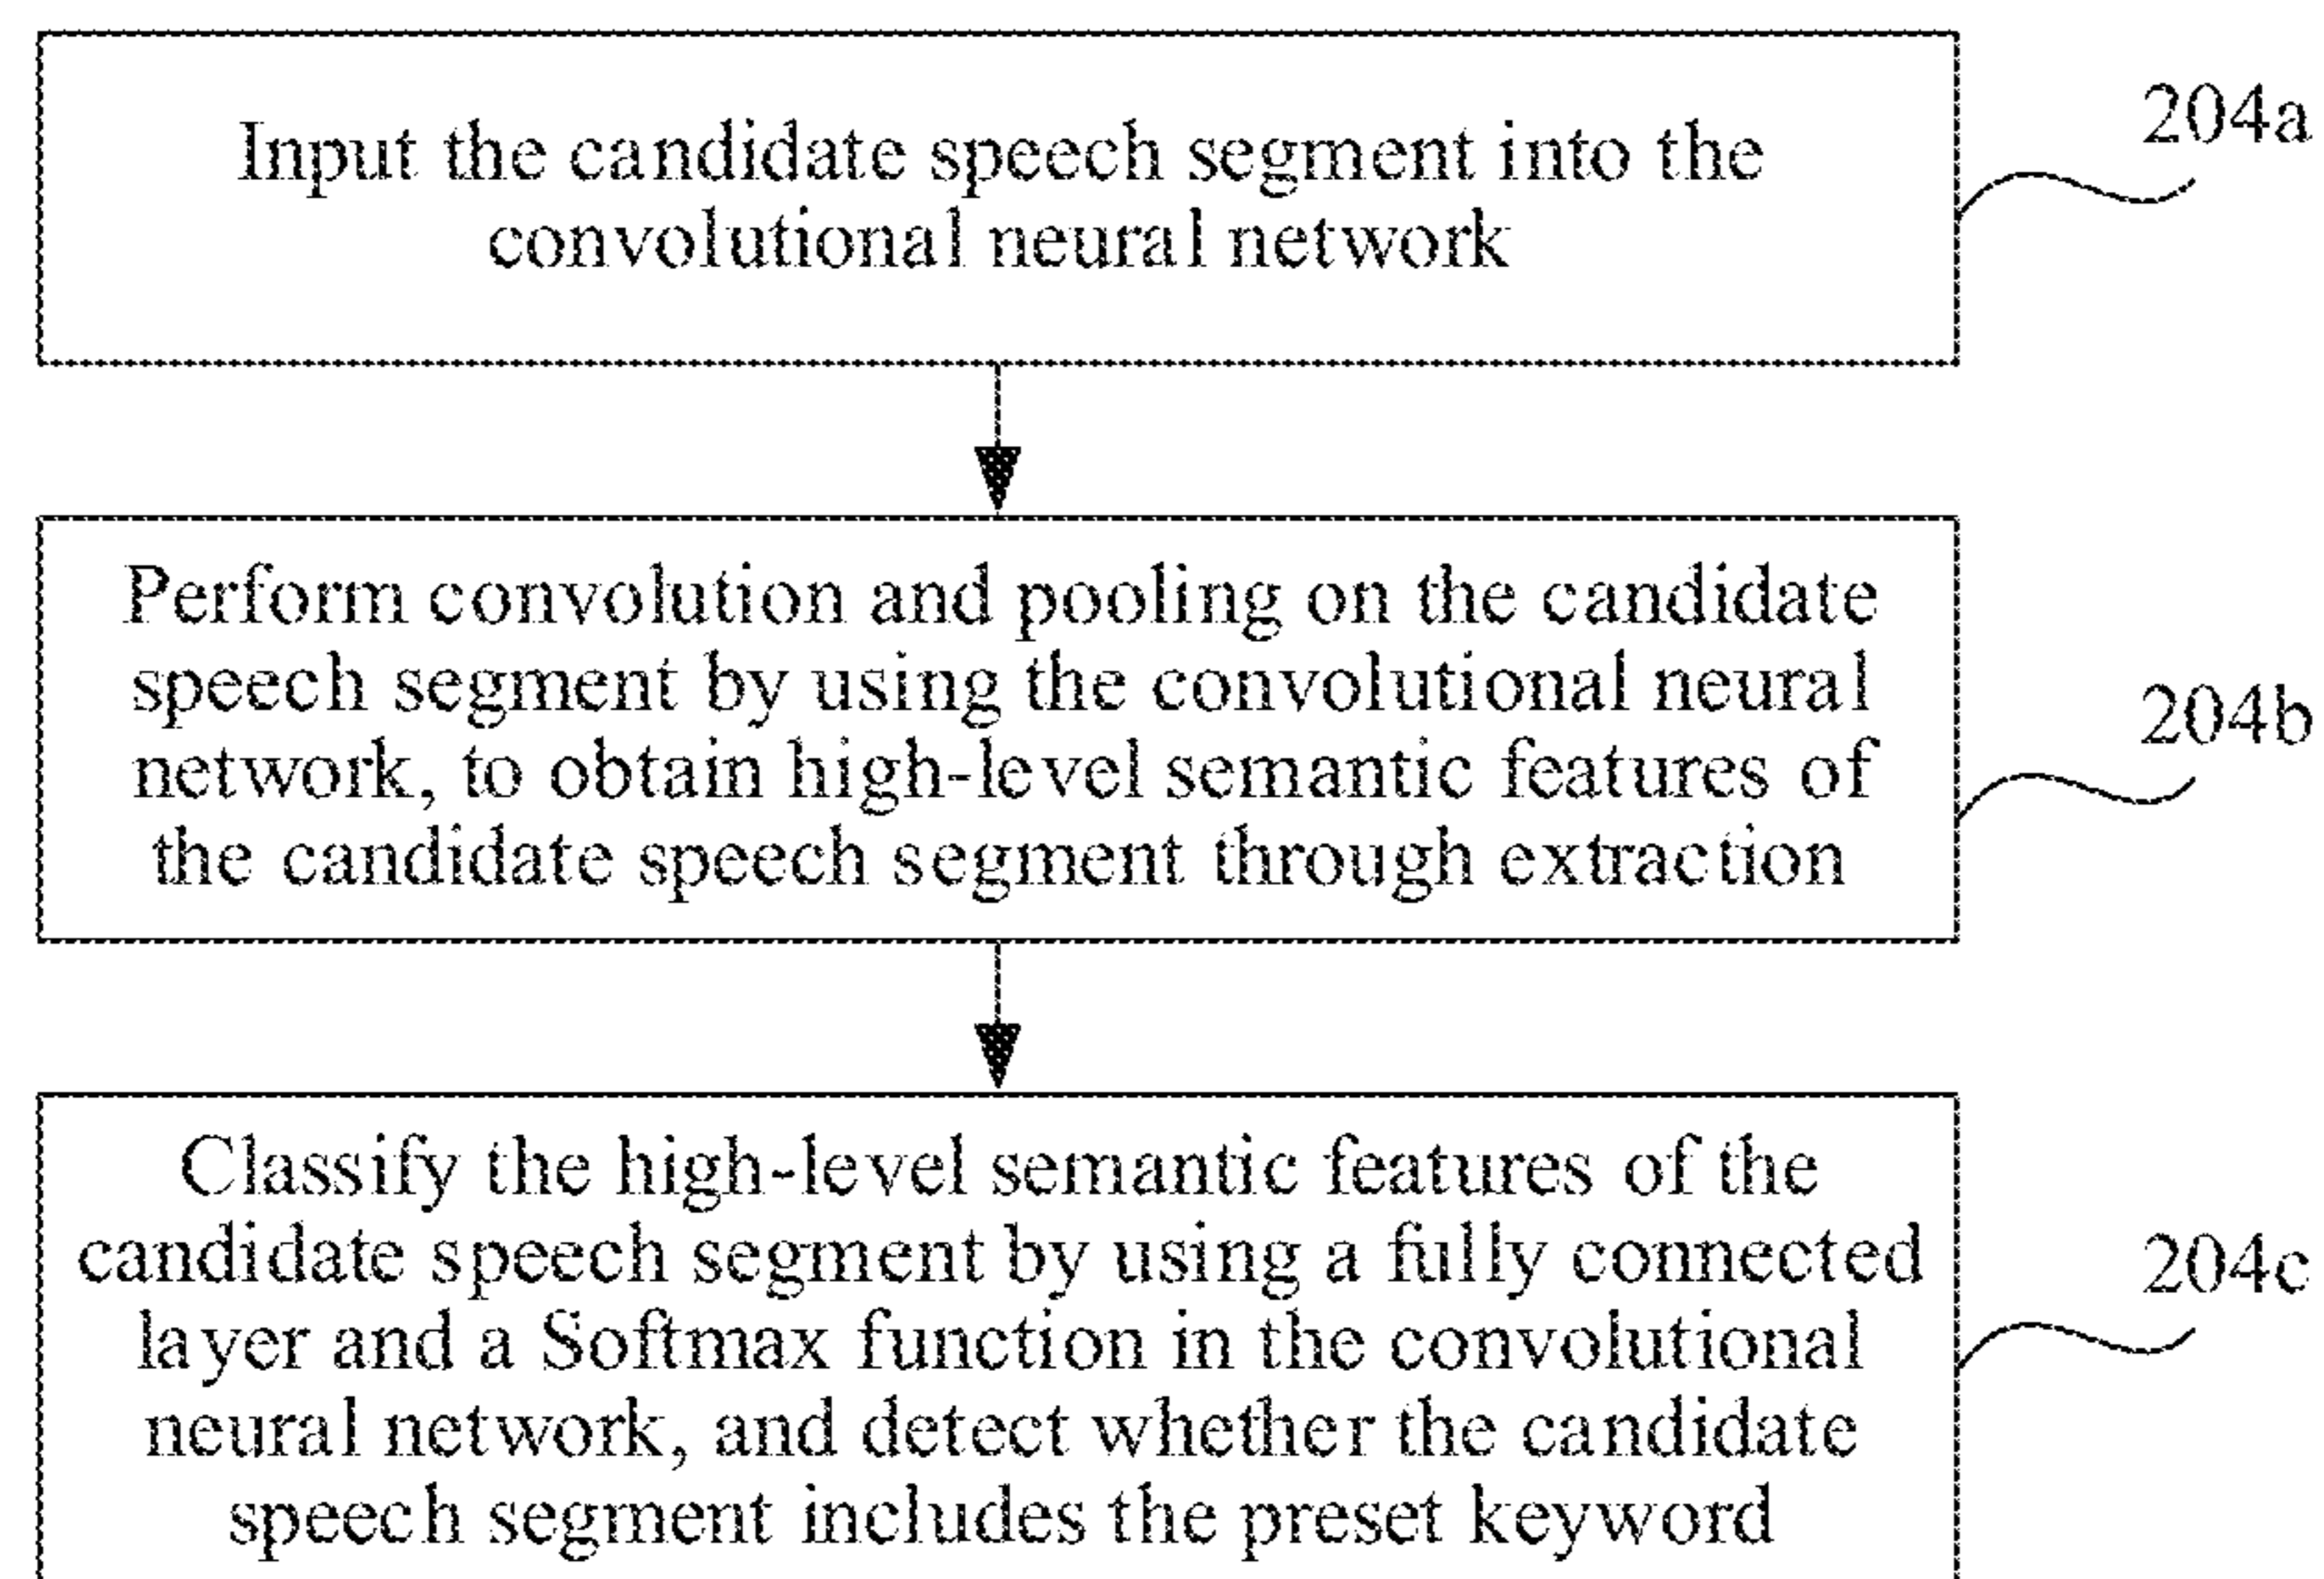 Input the candidate speech segment into the
convolutional neural network
204a
Perform convolution and pooling on the candidate
speech segment by using the convolutional neural
network, to obtain high-level semantic features of
the candidate speech segment through extraction
204b
Classify the high-level semantic features of the
candidate speech segment by using a fully connected
layer and a Softmax function in the convolutional
neural network, and detect whether the candidate
speech segment includes the preset keyword
204c